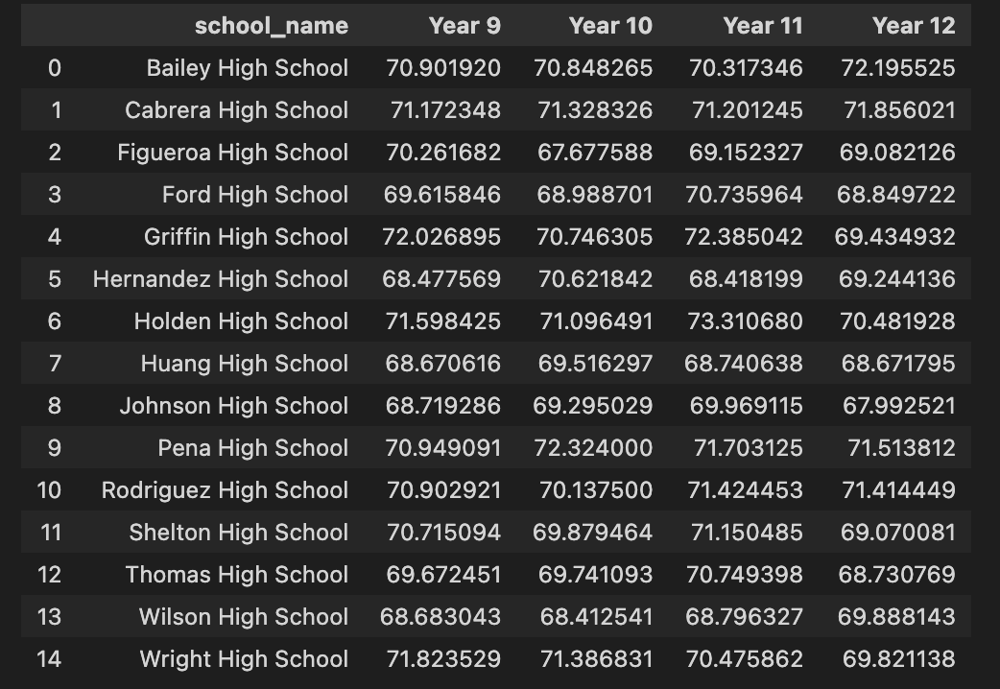 school_name Year 9 Year 10 Year 11 Year 12
0 Bailey High School 70.901920 70.848265 70.317346 72.195525
1 Cabrera High School 71.172348 71.328326 71.201245 71.856021
2 Figueroa High School 70.261682 67.677588 69.152327 69.082126
3 Ford High School 69.615846 68.988701 70.735964 68.849722
4 Griffin High School 72.026895 70.746305 72.385042 69.434932
5 Hernandez High School 68.477569 70.621842 68.418199 69.244136
6 Holden High School 71.598425 71.096491 73.310680 70.481928
7 Huang High School 68.670616 69.516297 68.740638 68.671795
8 Johnson High School 68.719286 69.295029 69.969115 67.992521
9 Pena High School 70.949091 72.324000 71.703125 71.513812
10 Rodriguez High School 70.902921 70.137500 71.424453 71.414449
11 Shelton High School 70.715094 69.879464 71.150485 69.070081
12 Thomas High School 69.672451 69.741093 70.749398 68.730769
13 Wilson High School 68.683043 68.412541 68.796327 69.888143
14 Wright High School 71.823529 71.386831 70.475862 69.821138